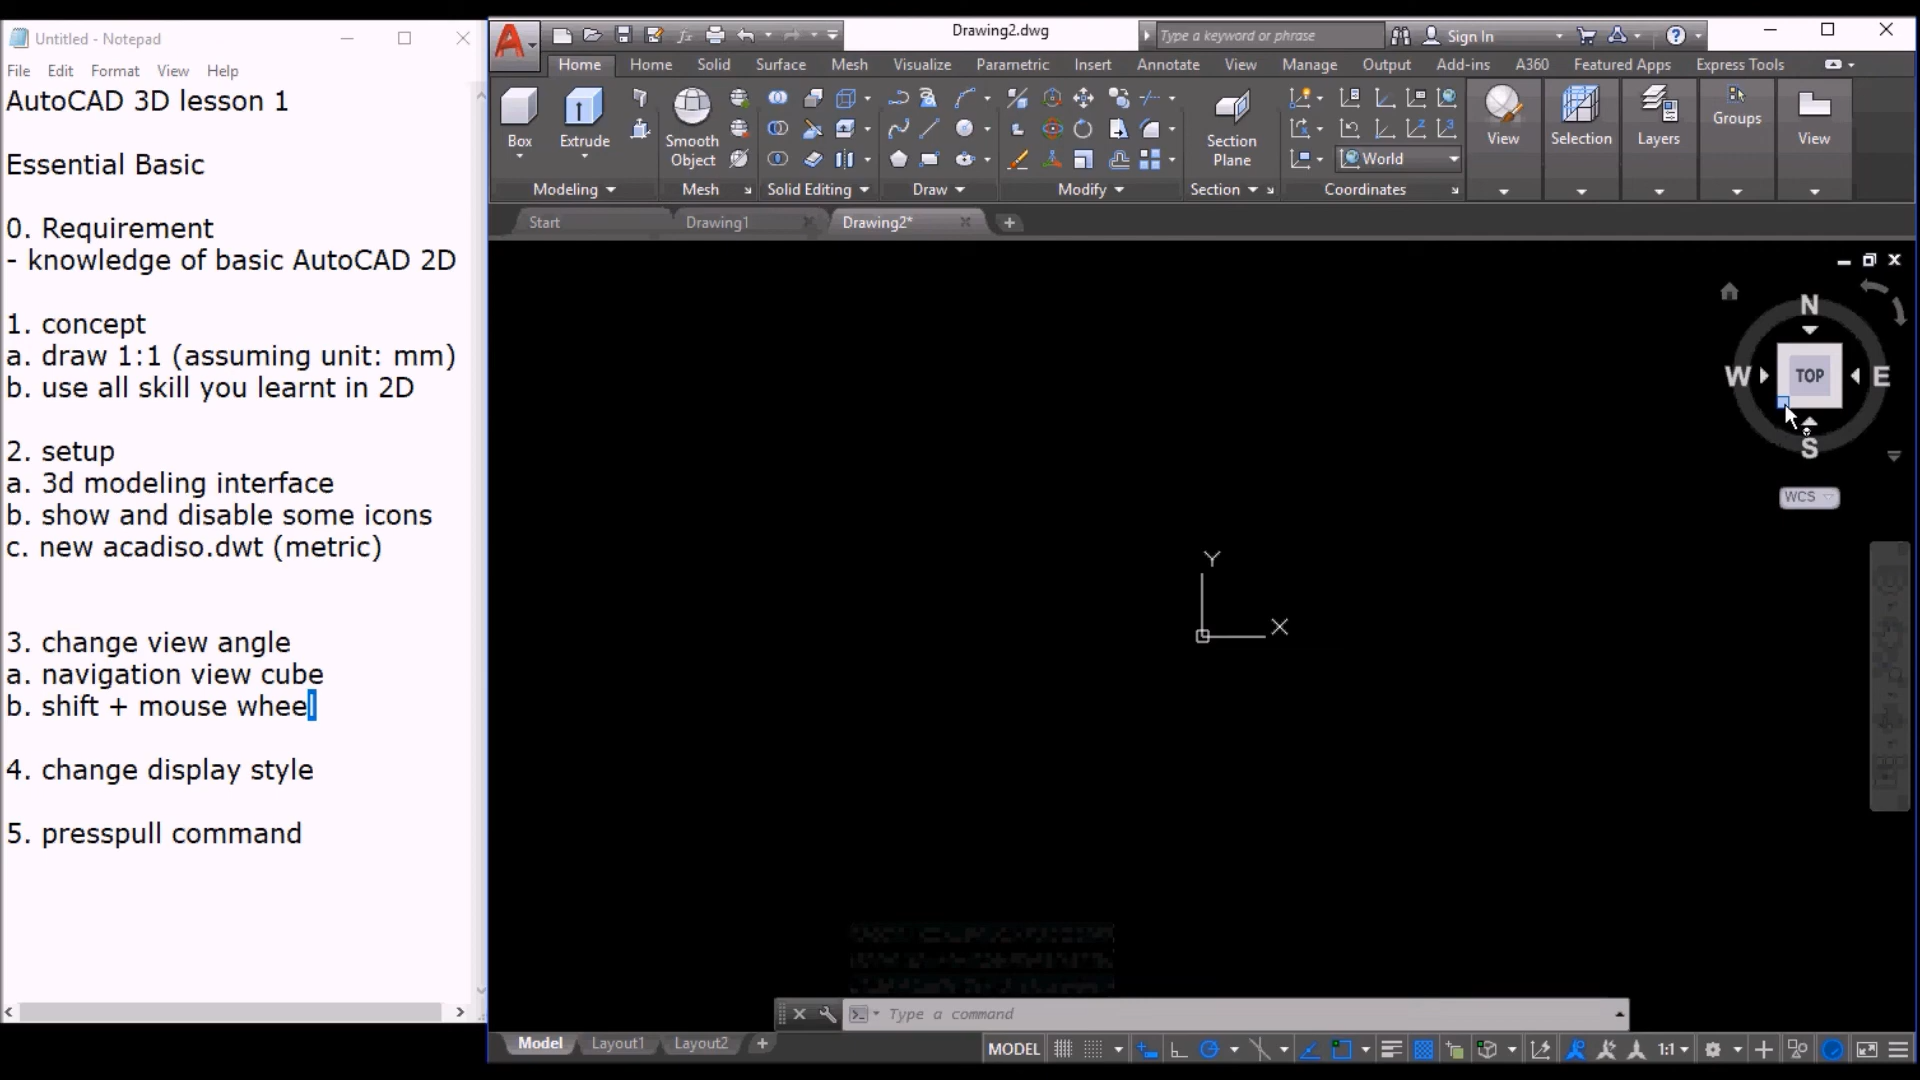 Untitled - Notepad
File Edit Format View Help
AutoCAD 3D lesson 1
Essential Basic
0. Requirement
- knowledge of basic AutoCAD 2D
1. concept
a. draw 1:1 (assuming unit: mm)
b. use all skill you learnt in 2D
2. setup
a. 3d modeling interface
b. show and disable some icons
c. new acadiso.dwt (metric)
3. change view angle
a. navigation view cube
b. shift + mouse wheel
4. change display style
5. presspull command
Drawing2.dwg
Type a keyword or phrase
Sign In
Home Home Solid Surface Mesh Visualize Parametric Insert Annotate View Manage Output Add-ins A360 Featured Apps Express Tools
Box
Extrude
Smooth
Object
Section
Plane
World
View
Selection
Layers
Groups
View
Modeling Mesh Solid Editing Draw Modify Section Coordinates
Start Drawing1 Drawing2*
N
W TOP E
S
WCS
Y
X
Type a command
Model Layout1 Layout2
MODEL
1:1